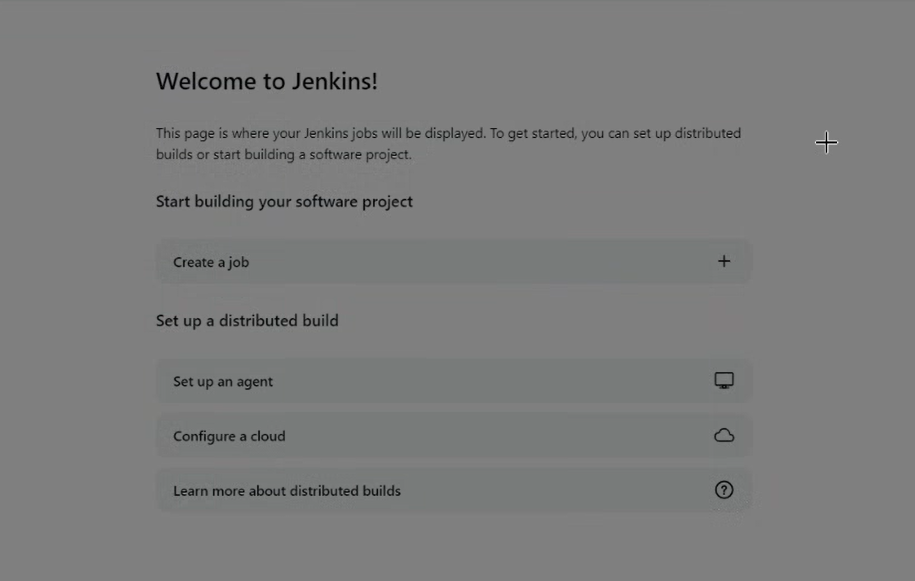 Welcome to Jenkins!
This page is where your Jenkins jobs will be displayed. To get started, you can set up distributed
builds or start building a software project.
Start building your software project
Create a job
Set up a distributed build
Set up an agent
Configure a cloud
Learn more about distributed builds